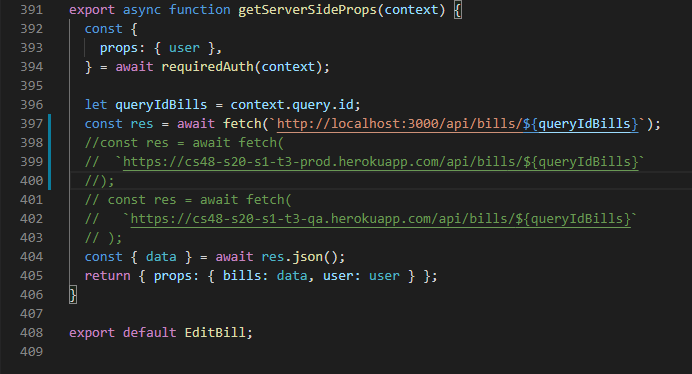 391 export async function getServerSideProps(context) {
392   const {
393     props: { user },
394   } = await requiredAuth(context);
395
396   let queryIdBills = context.query.id;
397   const res = await fetch(`http://localhost:3000/api/bills/${queryIdBills}`);
398   //const res = await fetch(
399   //  `https://cs48-s20-s1-t3-prod.herokuapp.com/api/bills/${queryIdBills}`
400   //);
401   // const res = await fetch(
402   //   `https://cs48-s20-s1-t3-qa.herokuapp.com/api/bills/${queryIdBills}`
403   // );
404   const { data } = await res.json();
405   return { props: { bills: data, user: user } };
406 }
407
408 export default EditBill;
409